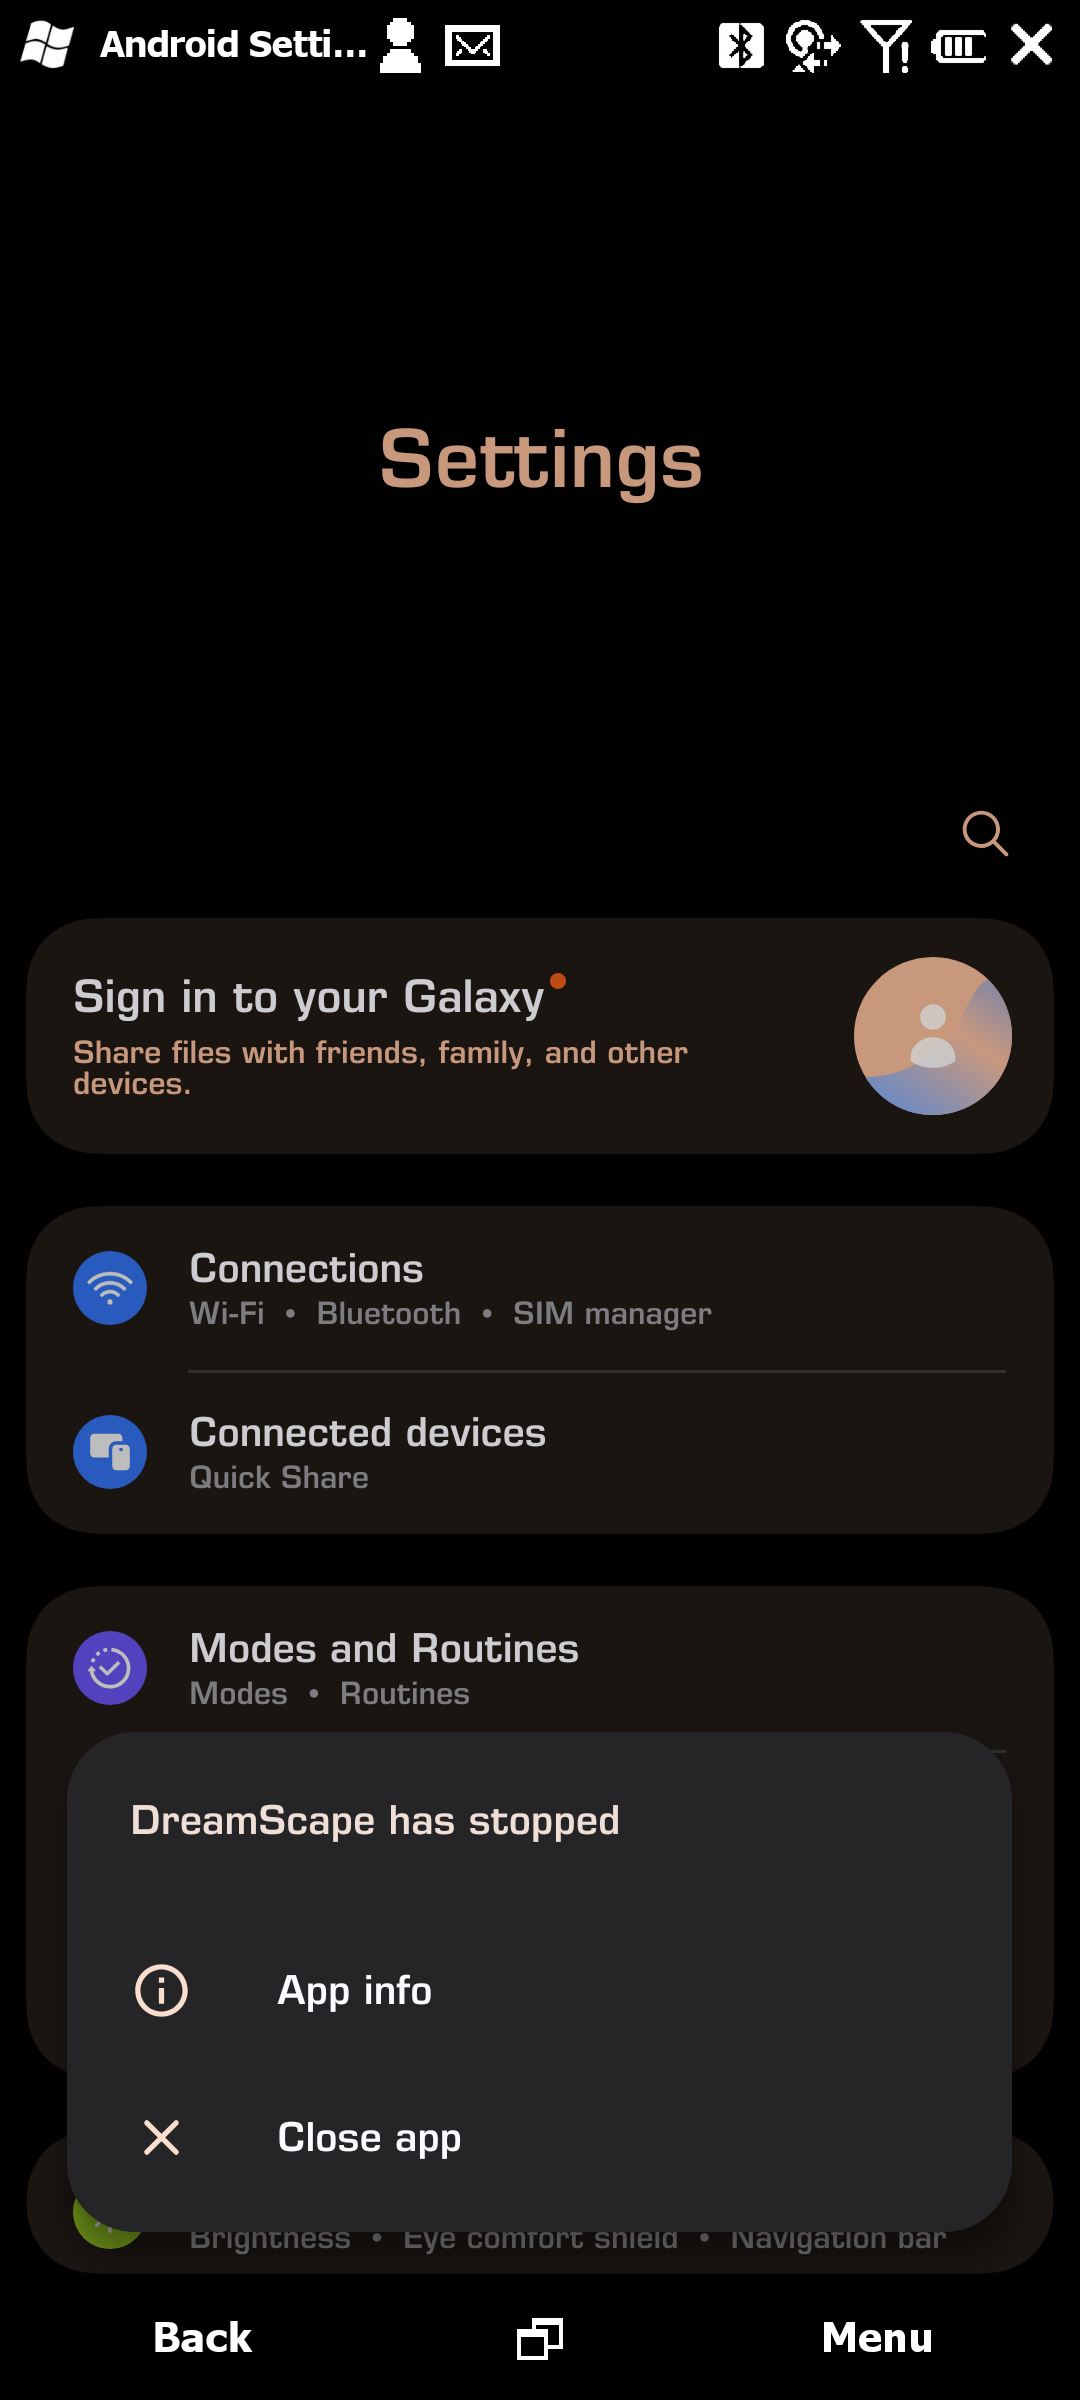 Android Setti...
Settings
Sign in to your Galaxy
Share files with friends, family, and other
devices.
Connections
Wi-Fi • Bluetooth • SIM manager
Connected devices
Quick Share
Modes and Routines
Modes • Routines
DreamScape has stopped
App info
Close app
Brightness • Eye comfort shield • Navigation bar
Back
Menu